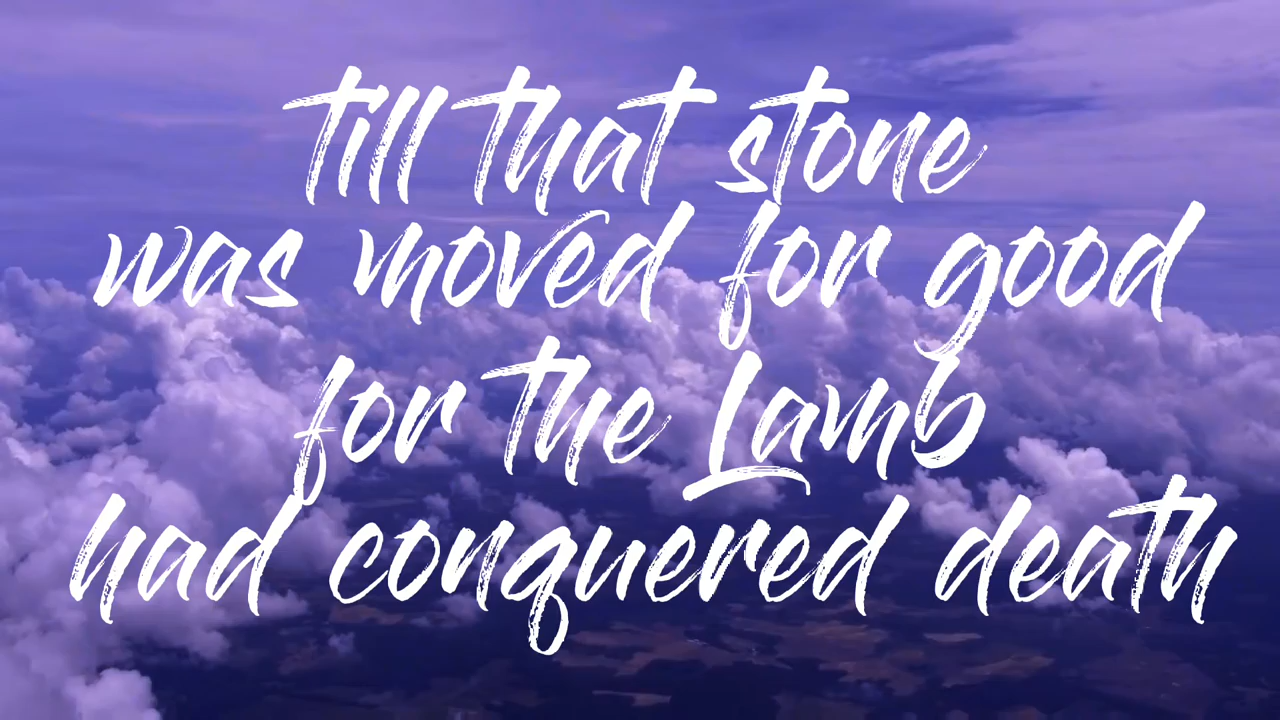 till that stone
was moved for good
for the Lamb
had conquered death